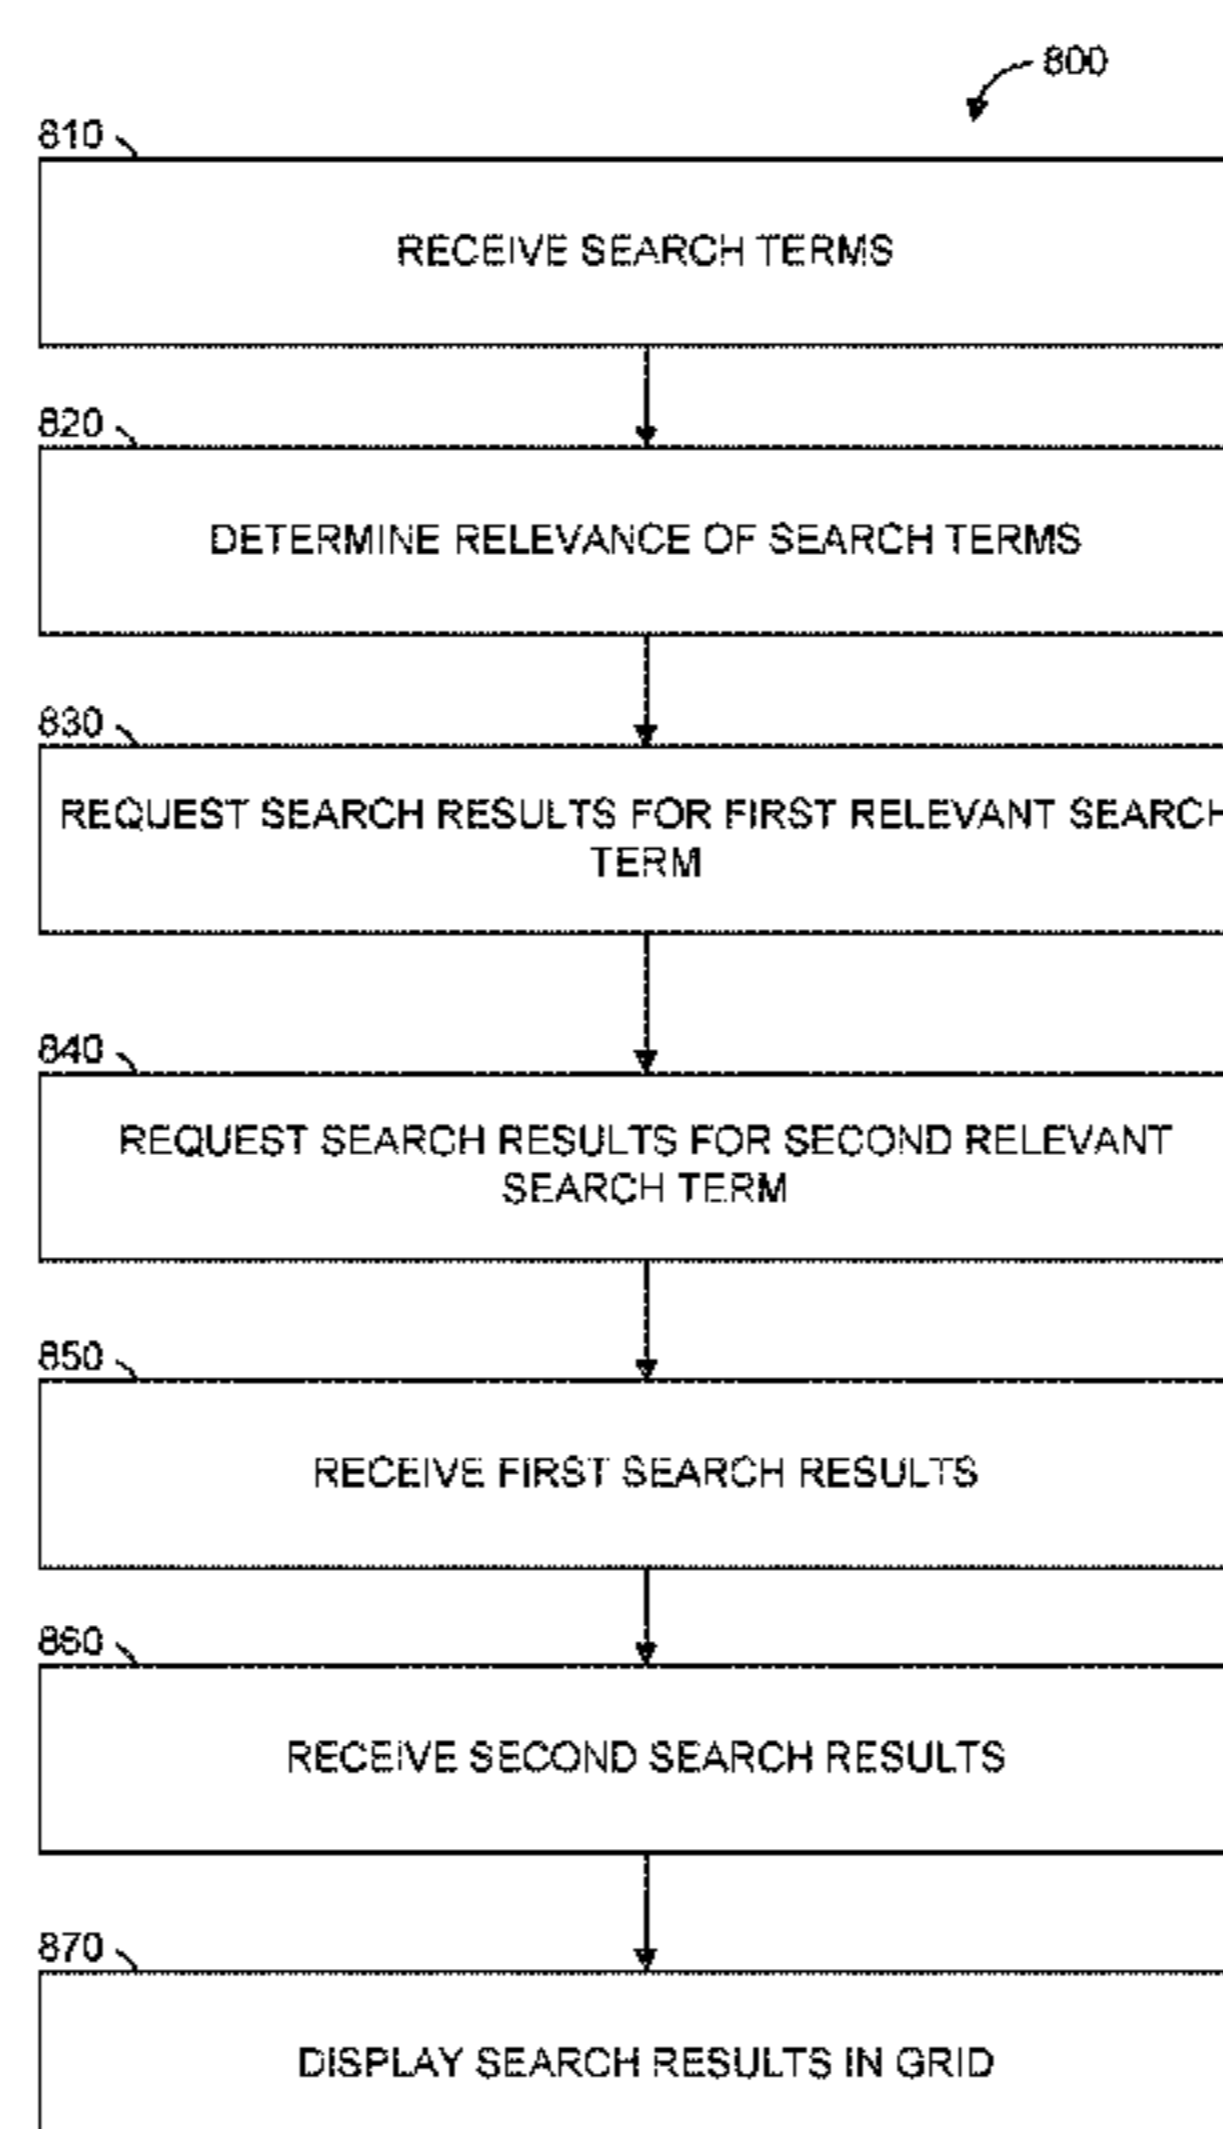 800
810
RECEIVE SEARCH TERMS
820
DETERMINE RELEVANCE OF SEARCH TERMS
830
REQUEST SEARCH RESULTS FOR FIRST RELEVANT SEARCH
TERM
840
REQUEST SEARCH RESULTS FOR SECOND RELEVANT
SEARCH TERM
850
RECEIVE FIRST SEARCH RESULTS
860
RECEIVE SECOND SEARCH RESULTS
870
DISPLAY SEARCH RESULTS IN GRID